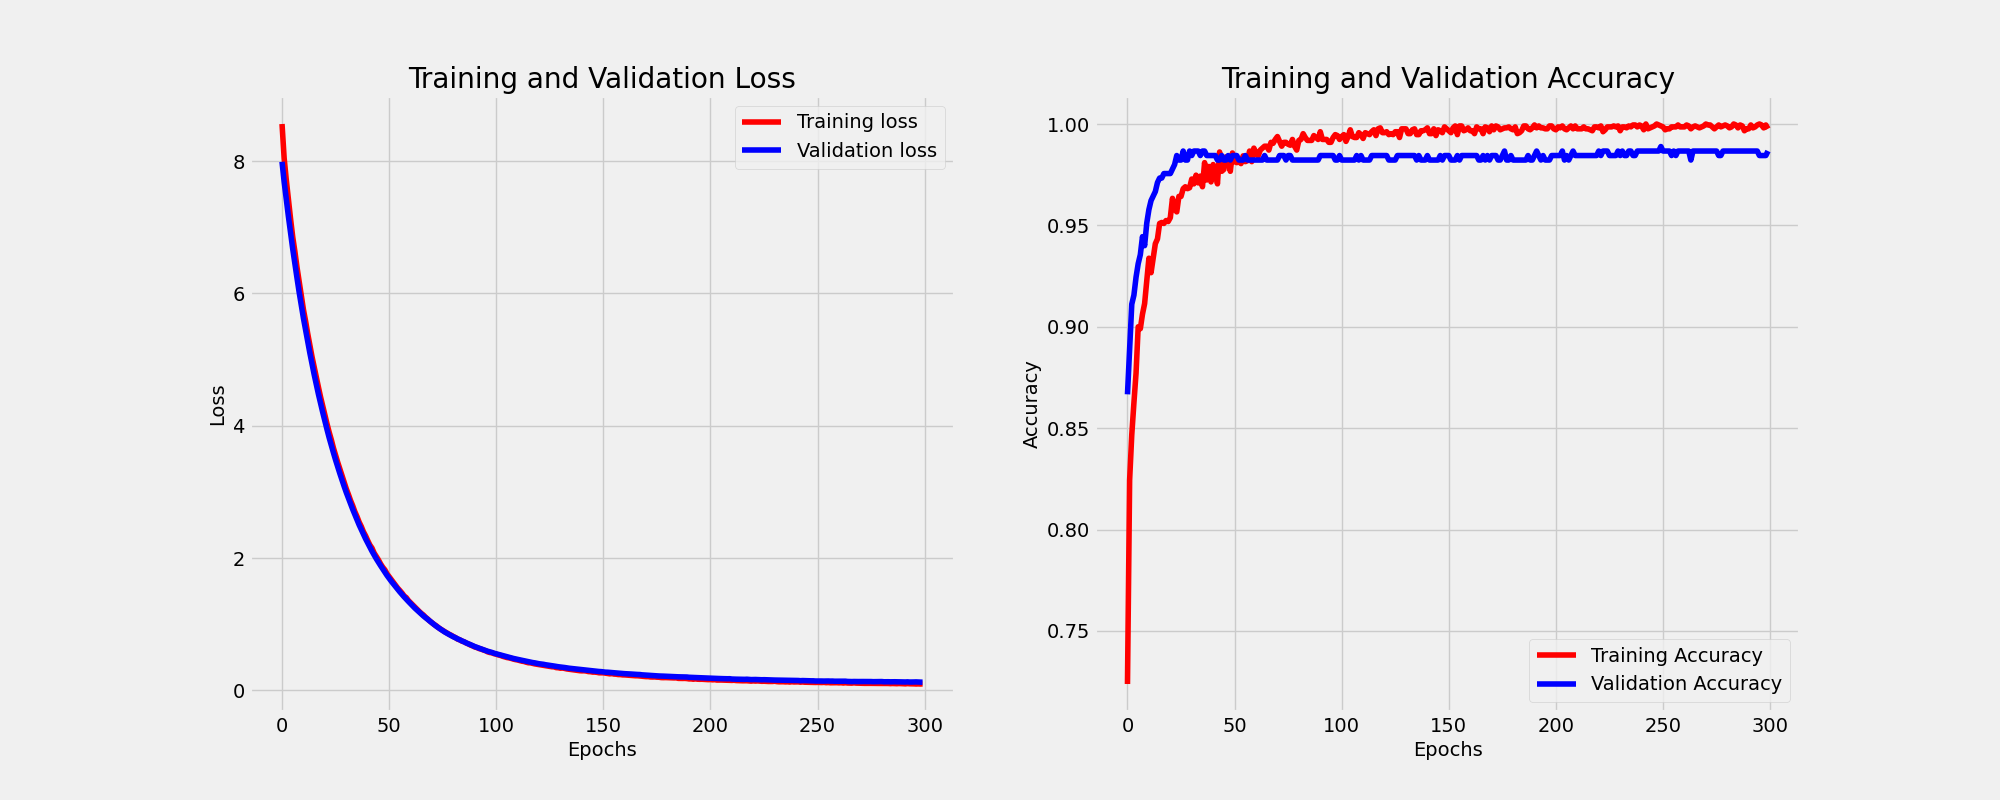 Training and Validation Loss
Training loss
Validation loss
8
6
4
2
0
Loss
0 50 100 150 200 250 300
Epochs
Training and Validation Accuracy
1.00
0.95
0.90
0.85
0.80
0.75
Accuracy
Training Accuracy
Validation Accuracy
0 50 100 150 200 250 300
Epochs